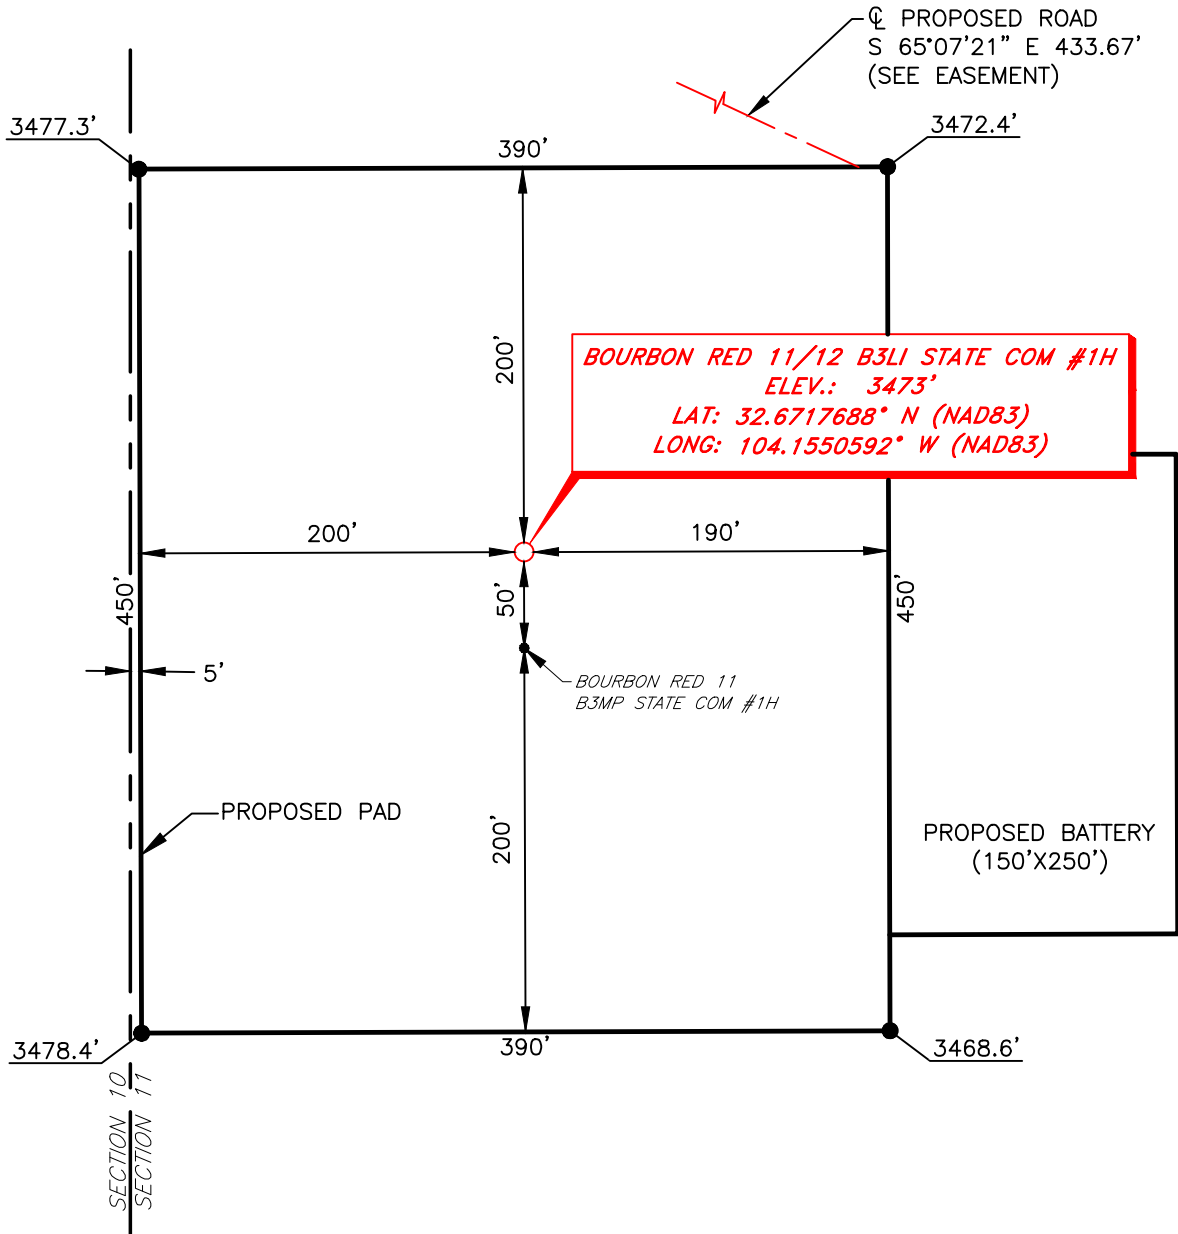 ℄ PROPOSED ROAD
S 65°07'21" E 433.67'
(SEE EASEMENT)
3477.3'
3472.4'
390'
200'
BOURBON RED 11/12 B3LI STATE COM #1H
ELEV.: 3473'
LAT: 32.6717688° N (NAD83)
LONG: 104.1550592° W (NAD83)
200'
190'
450'
50'
450'
5'
BOURBON RED 11
B3MP STATE COM #1H
PROPOSED PAD
200'
PROPOSED BATTERY
(150'X250')
3478.4'
390'
3468.6'
SECTION 10
SECTION 11